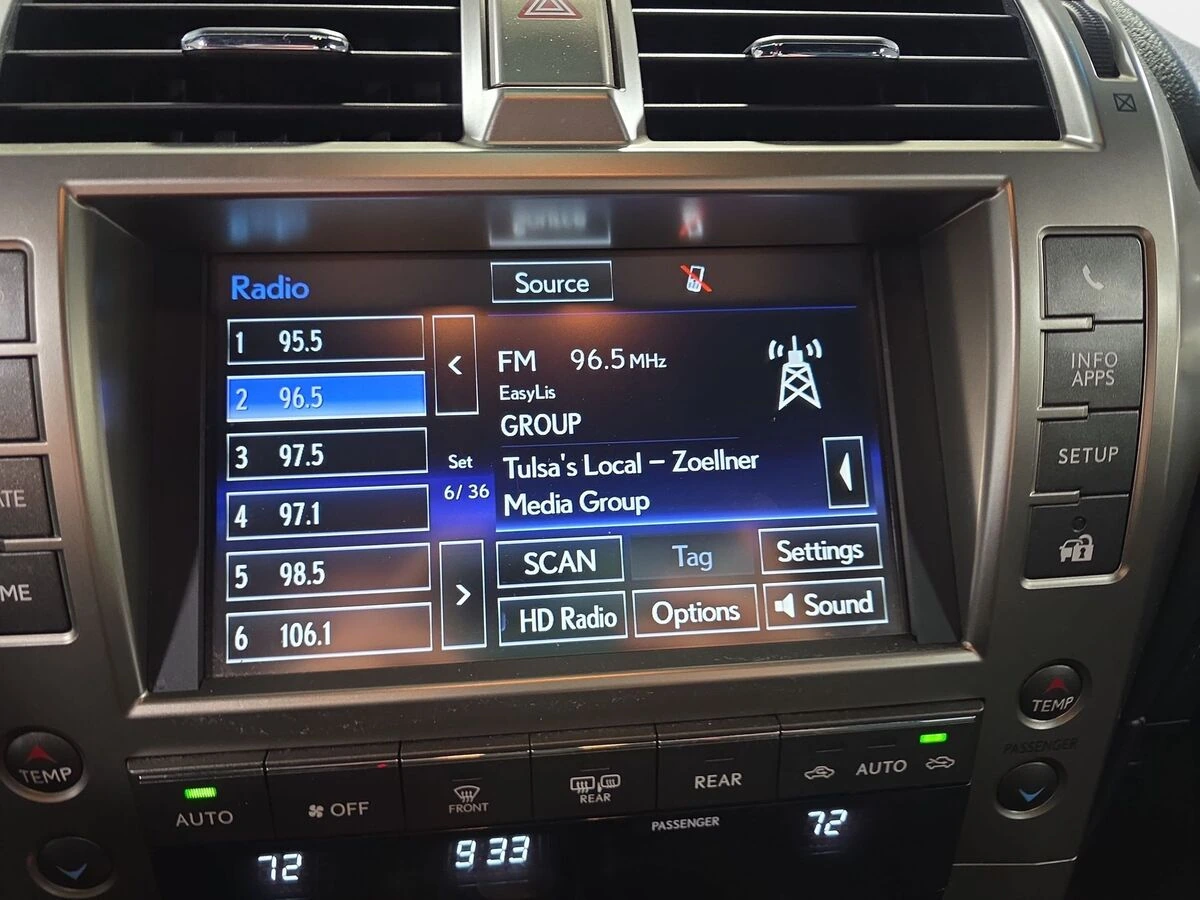 Radio
Source
1 95.5
2 96.5
3 97.5
4 97.1
5 98.5
6 106.1
<
Set
6/36
>
FM 96.5 MHz
EasyLis
GROUP
Tulsa's Local – Zoellner
Media Group
SCAN
Tag
Settings
HD Radio
Options
Sound
INFO
APPS
SETUP
TEMP
PASSENGER
TEMP
AUTO
OFF
FRONT
REAR
REAR
AUTO
PASSENGER
72
9 33
72